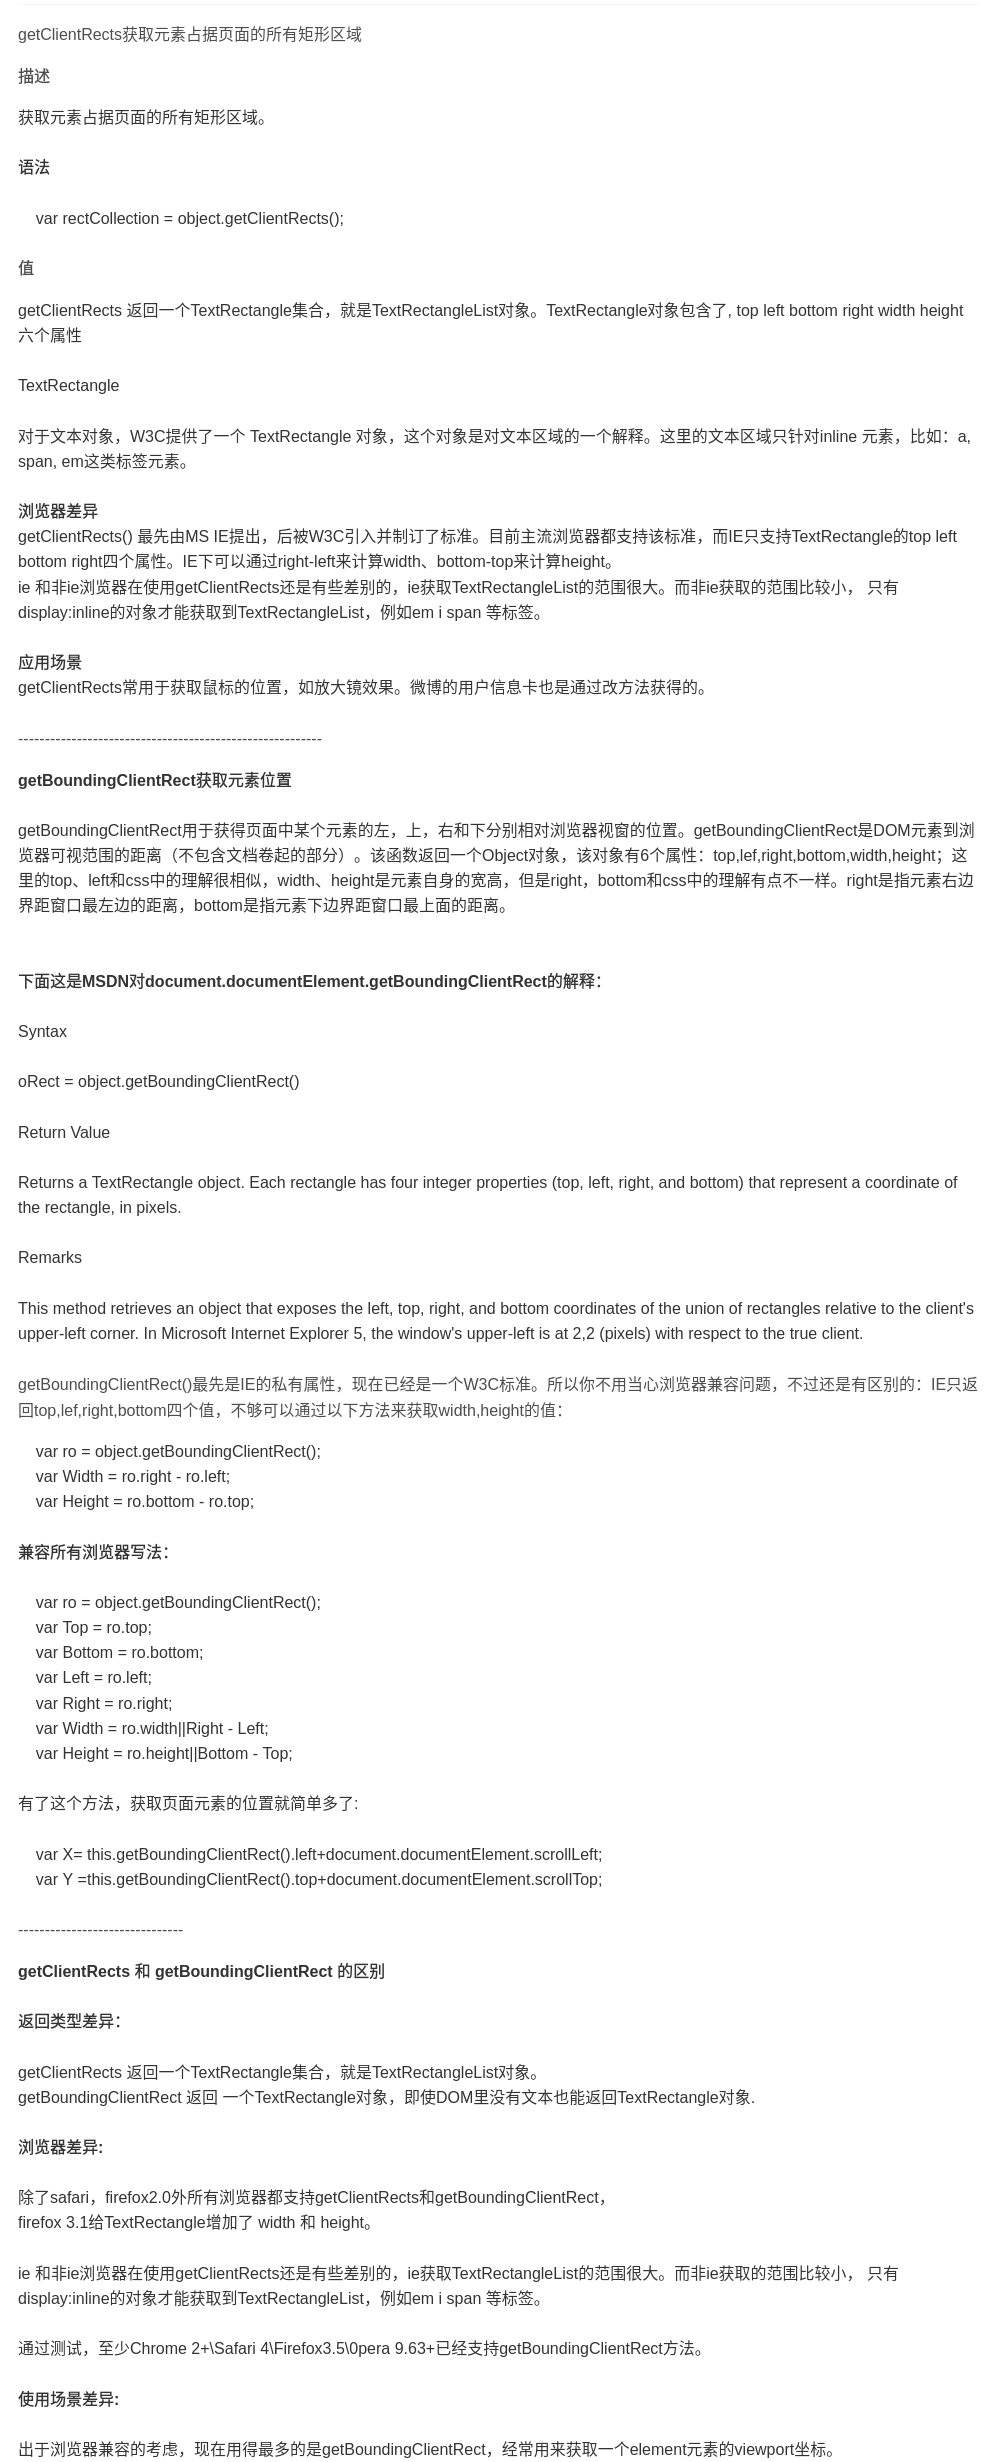 getClientRects获取元素占据页面的所有矩形区域
描述
获取元素占据页面的所有矩形区域。
语法
var rectCollection = object.getClientRects();
值
getClientRects 返回一个TextRectangle集合，就是TextRectangleList对象。TextRectangle对象包含了, top left bottom right width height
六个属性
TextRectangle
对于文本对象，W3C提供了一个 TextRectangle 对象，这个对象是对文本区域的一个解释。这里的文本区域只针对inline 元素，比如：a,
span, em这类标签元素。
浏览器差异
getClientRects() 最先由MS IE提出，后被W3C引入并制订了标准。目前主流浏览器都支持该标准，而IE只支持TextRectangle的top left
bottom right四个属性。IE下可以通过right-left来计算width、bottom-top来计算height。
ie 和非ie浏览器在使用getClientRects还是有些差别的，ie获取TextRectangleList的范围很大。而非ie获取的范围比较小， 只有
display:inline的对象才能获取到TextRectangleList，例如em i span 等标签。
应用场景
getClientRects常用于获取鼠标的位置，如放大镜效果。微博的用户信息卡也是通过改方法获得的。
---------------------------------------------------------
getBoundingClientRect获取元素位置
getBoundingClientRect用于获得页面中某个元素的左，上，右和下分别相对浏览器视窗的位置。getBoundingClientRect是DOM元素到浏
览器可视范围的距离（不包含文档卷起的部分）。该函数返回一个Object对象，该对象有6个属性：top,lef,right,bottom,width,height；这
里的top、left和css中的理解很相似，width、height是元素自身的宽高，但是right，bottom和css中的理解有点不一样。right是指元素右边
界距窗口最左边的距离，bottom是指元素下边界距窗口最上面的距离。
下面这是MSDN对document.documentElement.getBoundingClientRect的解释：
Syntax
oRect = object.getBoundingClientRect()
Return Value
Returns a TextRectangle object. Each rectangle has four integer properties (top, left, right, and bottom) that represent a coordinate of
the rectangle, in pixels.
Remarks
This method retrieves an object that exposes the left, top, right, and bottom coordinates of the union of rectangles relative to the client's
upper-left corner. In Microsoft Internet Explorer 5, the window's upper-left is at 2,2 (pixels) with respect to the true client.
getBoundingClientRect()最先是IE的私有属性，现在已经是一个W3C标准。所以你不用当心浏览器兼容问题，不过还是有区别的：IE只返
回top,lef,right,bottom四个值，不够可以通过以下方法来获取width,height的值：
var ro = object.getBoundingClientRect();
var Width = ro.right - ro.left;
var Height = ro.bottom - ro.top;
兼容所有浏览器写法：
var ro = object.getBoundingClientRect();
var Top = ro.top;
var Bottom = ro.bottom;
var Left = ro.left;
var Right = ro.right;
var Width = ro.width||Right - Left;
var Height = ro.height||Bottom - Top;
有了这个方法，获取页面元素的位置就简单多了:
var X= this.getBoundingClientRect().left+document.documentElement.scrollLeft;
var Y =this.getBoundingClientRect().top+document.documentElement.scrollTop;
-------------------------------
getClientRects 和 getBoundingClientRect 的区别
返回类型差异：
getClientRects 返回一个TextRectangle集合，就是TextRectangleList对象。
getBoundingClientRect 返回 一个TextRectangle对象，即使DOM里没有文本也能返回TextRectangle对象.
浏览器差异:
除了safari，firefox2.0外所有浏览器都支持getClientRects和getBoundingClientRect，
firefox 3.1给TextRectangle增加了 width 和 height。
ie 和非ie浏览器在使用getClientRects还是有些差别的，ie获取TextRectangleList的范围很大。而非ie获取的范围比较小， 只有
display:inline的对象才能获取到TextRectangleList，例如em i span 等标签。
通过测试，至少Chrome 2+\Safari 4\Firefox3.5\0pera 9.63+已经支持getBoundingClientRect方法。
使用场景差异:
出于浏览器兼容的考虑，现在用得最多的是getBoundingClientRect，经常用来获取一个element元素的viewport坐标。